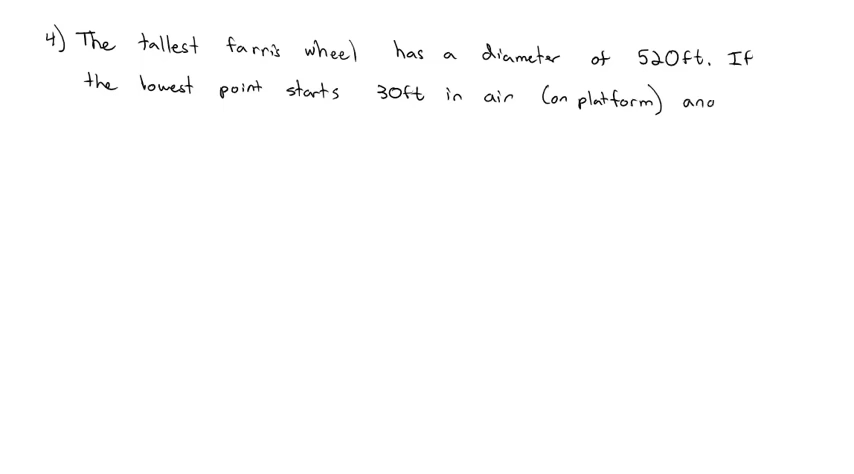 4) The tallest farris wheel has a diameter of 520ft. If
the lowest point starts 30ft in air (on platform) and